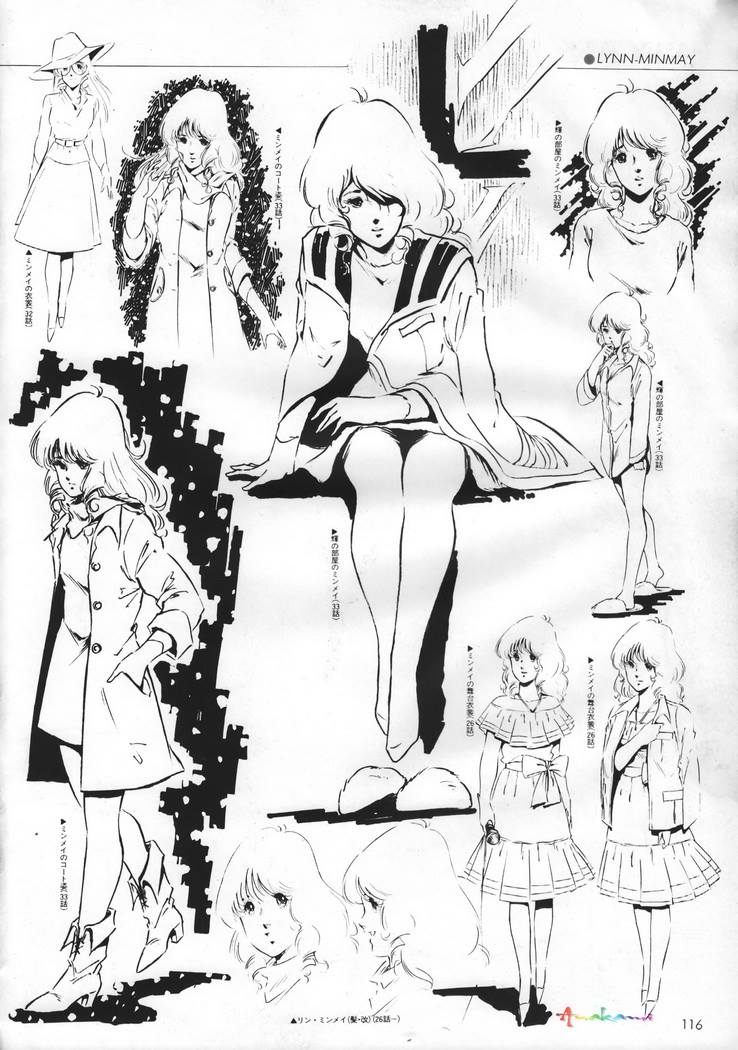 ●LYNN-MINMAY
▲ミンメイの衣裳(32話)
◀ミンメイのコート姿(33話)
▶輝の部屋のミンメイ(33話)
◀輝の部屋のミンメイ(33話)
▶輝の部屋のミンメイ(33話)
▶ミンメイの舞台衣裳(26話)
▶ミンメイの舞台衣裳(26話)
▶ミンメイのコート姿(33話)
▲リン・ミンメイ(髪・改)(26話〜)
116